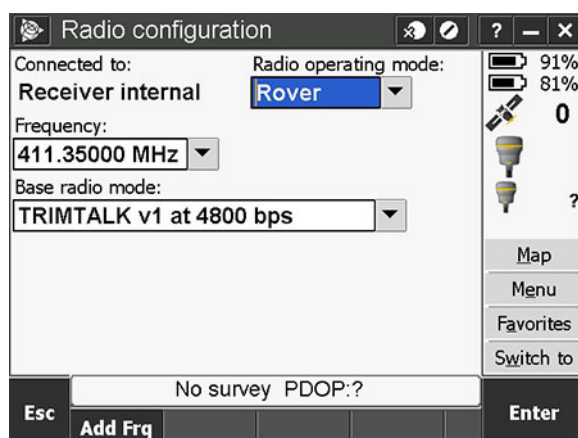 Radio configuration
? – ×
Connected to:
Radio operating mode:
Receiver internal
Rover
Frequency:
411.35000 MHz
Base radio mode:
TRIMTALK v1 at 4800 bps
91%
81%
0
?
Map
Menu
Favorites
Switch to
No survey PDOP:?
Esc
Add Frq
Enter